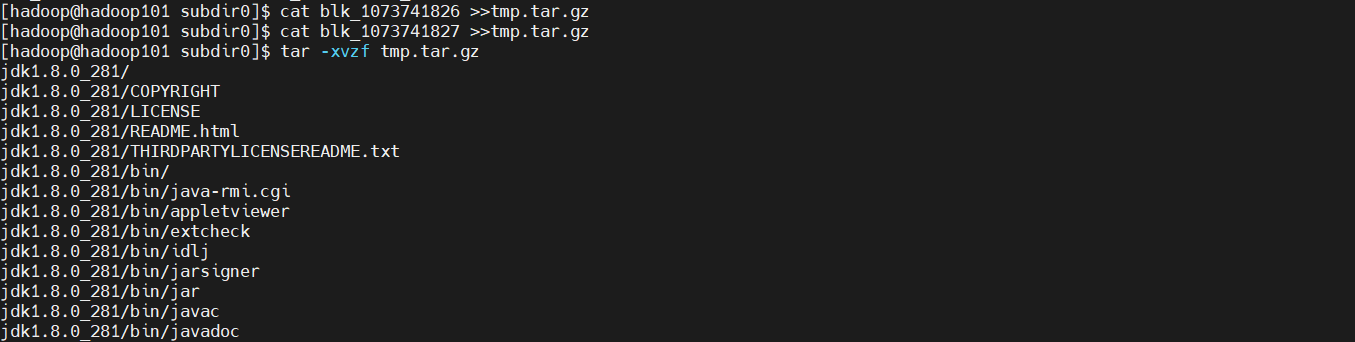 [hadoop@hadoop101 subdir0]$ cat blk_1073741826 >>tmp.tar.gz
[hadoop@hadoop101 subdir0]$ cat blk_1073741827 >>tmp.tar.gz
[hadoop@hadoop101 subdir0]$ tar -xvzf tmp.tar.gz
jdk1.8.0_281/
jdk1.8.0_281/COPYRIGHT
jdk1.8.0_281/LICENSE
jdk1.8.0_281/README.html
jdk1.8.0_281/THIRDPARTYLICENSEREADME.txt
jdk1.8.0_281/bin/
jdk1.8.0_281/bin/java-rmi.cgi
jdk1.8.0_281/bin/appletviewer
jdk1.8.0_281/bin/extcheck
jdk1.8.0_281/bin/idlj
jdk1.8.0_281/bin/jarsigner
jdk1.8.0_281/bin/jar
jdk1.8.0_281/bin/javac
jdk1.8.0_281/bin/javadoc